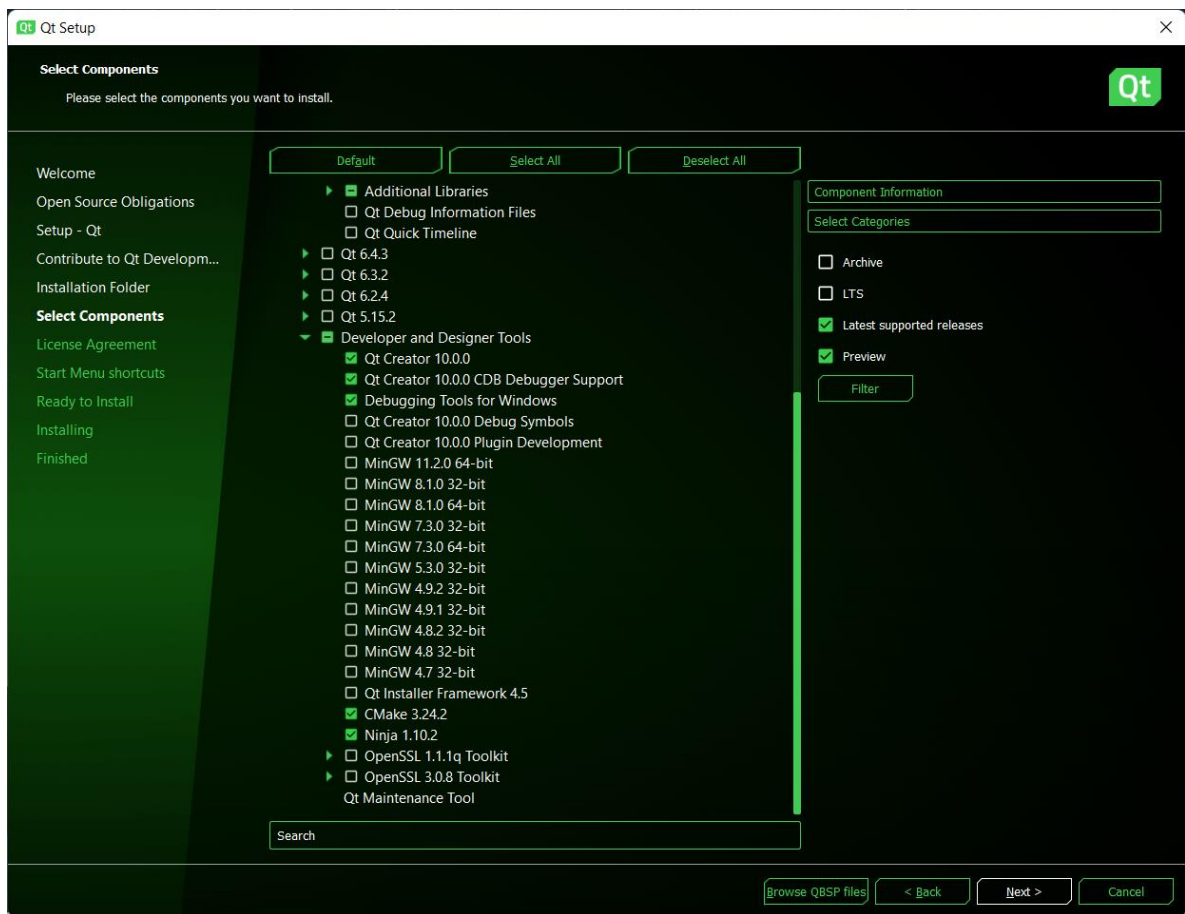 Qt Qt Setup
Select Components
Please select the components you want to install.
Qt
Welcome
Open Source Obligations
Setup - Qt
Contribute to Qt Developm...
Installation Folder
Select Components
License Agreement
Start Menu shortcuts
Ready to Install
Installing
Finished
Default Select All Deselect All
Additional Libraries
Qt Debug Information Files
Qt Quick Timeline
Qt 6.4.3
Qt 6.3.2
Qt 6.2.4
Qt 5.15.2
Developer and Designer Tools
Qt Creator 10.0.0
Qt Creator 10.0.0 CDB Debugger Support
Debugging Tools for Windows
Qt Creator 10.0.0 Debug Symbols
Qt Creator 10.0.0 Plugin Development
MinGW 11.2.0 64-bit
MinGW 8.1.0 32-bit
MinGW 8.1.0 64-bit
MinGW 7.3.0 32-bit
MinGW 7.3.0 64-bit
MinGW 5.3.0 32-bit
MinGW 4.9.2 32-bit
MinGW 4.9.1 32-bit
MinGW 4.8.2 32-bit
MinGW 4.8 32-bit
MinGW 4.7 32-bit
Qt Installer Framework 4.5
CMake 3.24.2
Ninja 1.10.2
OpenSSL 1.1.1q Toolkit
OpenSSL 3.0.8 Toolkit
Qt Maintenance Tool
Search
Component Information
Select Categories
Archive
LTS
Latest supported releases
Preview
Filter
Browse QBSP files < Back Next > Cancel